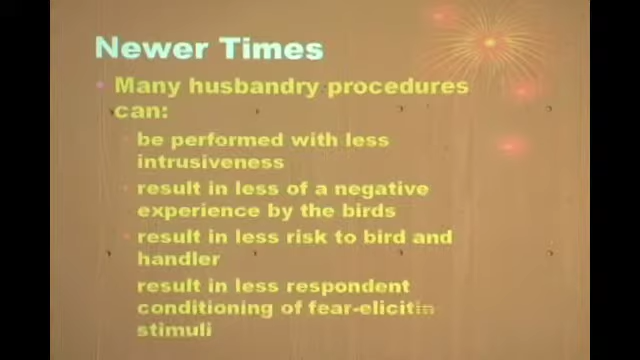 Newer Times
Many husbandry procedures
can:
be performed with less
intrusiveness
result in less of a negative
experience by the birds
result in less risk to bird and
handler
result in less respondent
conditioning of fear-elicitin
stimuli